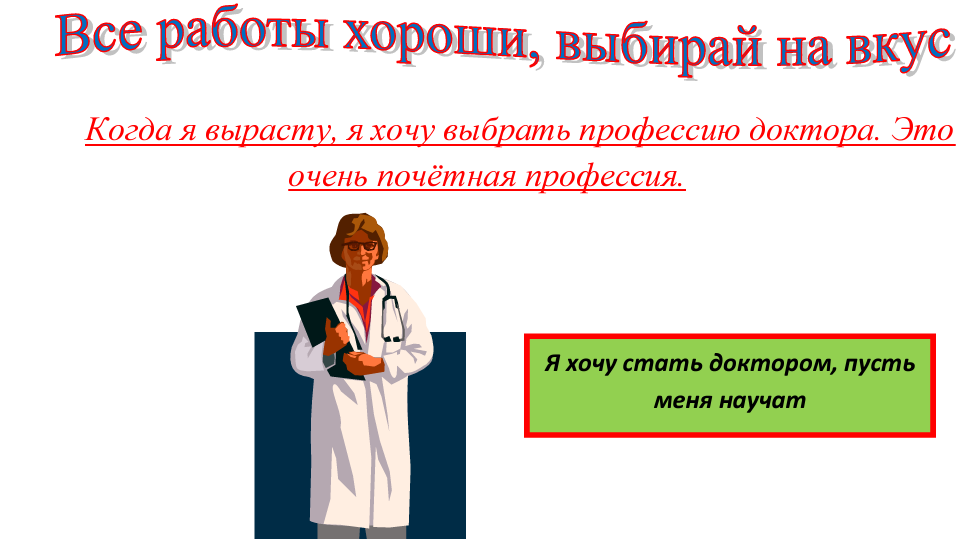 Все работы хороши, выбирай на вкус
Когда я вырасту, я хочу выбрать профессию доктора. Это
очень почётная профессия.
Я хочу стать доктором, пусть
меня научат